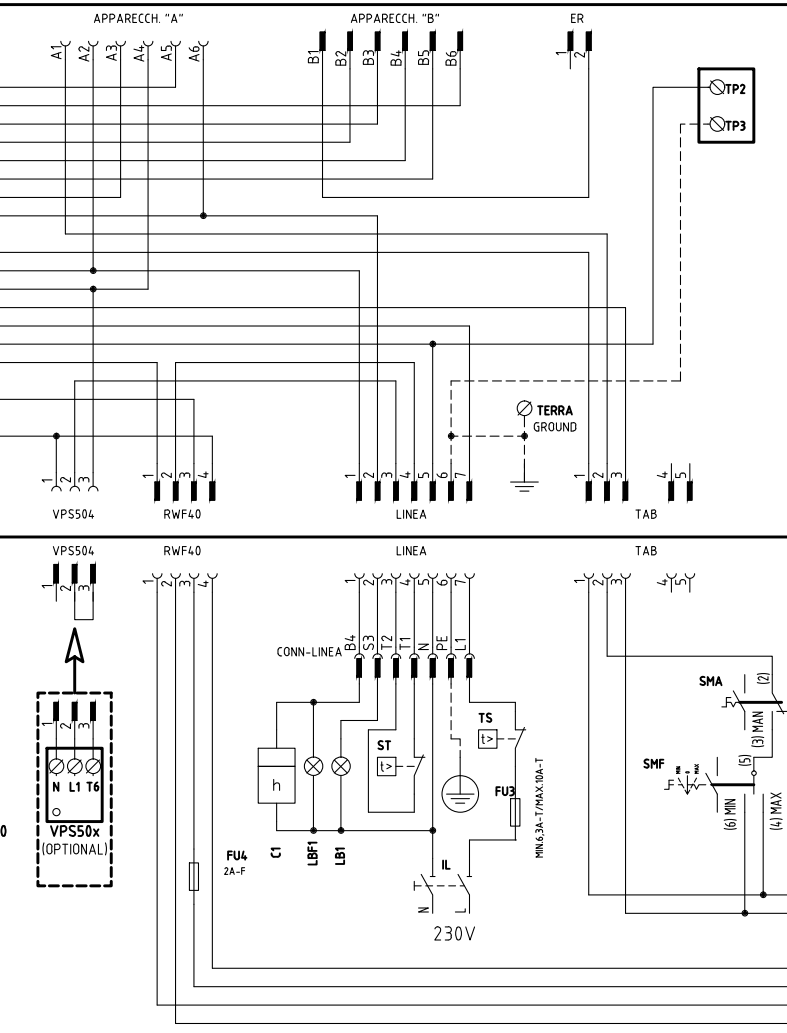 APPARECCH. "A"
APPARECCH. "B"
ER
A1 A2 A3 A4 A5 A6
B1 B2 B3 B4 B5 B6
1 2
TP2
TP3
TERRA
GROUND
1 2 3
1 2 3 4
1 2 3 4 5 6 7
1 2 3 4 5
VPS504 RWF40 LINEA TAB
VPS504 RWF40 LINEA TAB
1 2 3
1 2 3 4
1 2 3 4 5 6 7
1 2 3 4 5
CONN-LINEA
B4 S3 T2 T1 N PE L1
SMA
(2)
(3) MAN
SMF
MIN 0 MAX
(5)
(6) MIN
(4) MAX
1 2 3
N L1 T6
VPS50x
(OPTIONAL)
0
h
ST
t>
TS
t>
FU3
MIN.6,3A-T/MAX.10A-T
FU4
2A-F
C1
LBF1
LB1
IL
N L
230V